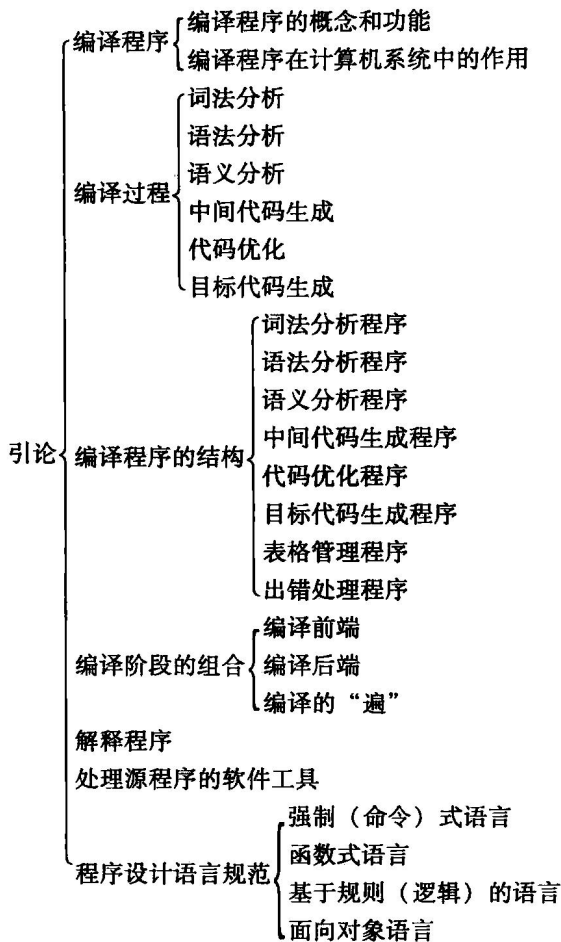 引论
编译程序
编译程序的概念和功能
编译程序在计算机系统中的作用
编译过程
词法分析
语法分析
语义分析
中间代码生成
代码优化
目标代码生成
编译程序的结构
词法分析程序
语法分析程序
语义分析程序
中间代码生成程序
代码优化程序
目标代码生成程序
表格管理程序
出错处理程序
编译阶段的组合
编译前端
编译后端
编译的“遍”
解释程序
处理源程序的软件工具
程序设计语言规范
强制（命令）式语言
函数式语言
基于规则（逻辑）的语言
面向对象语言